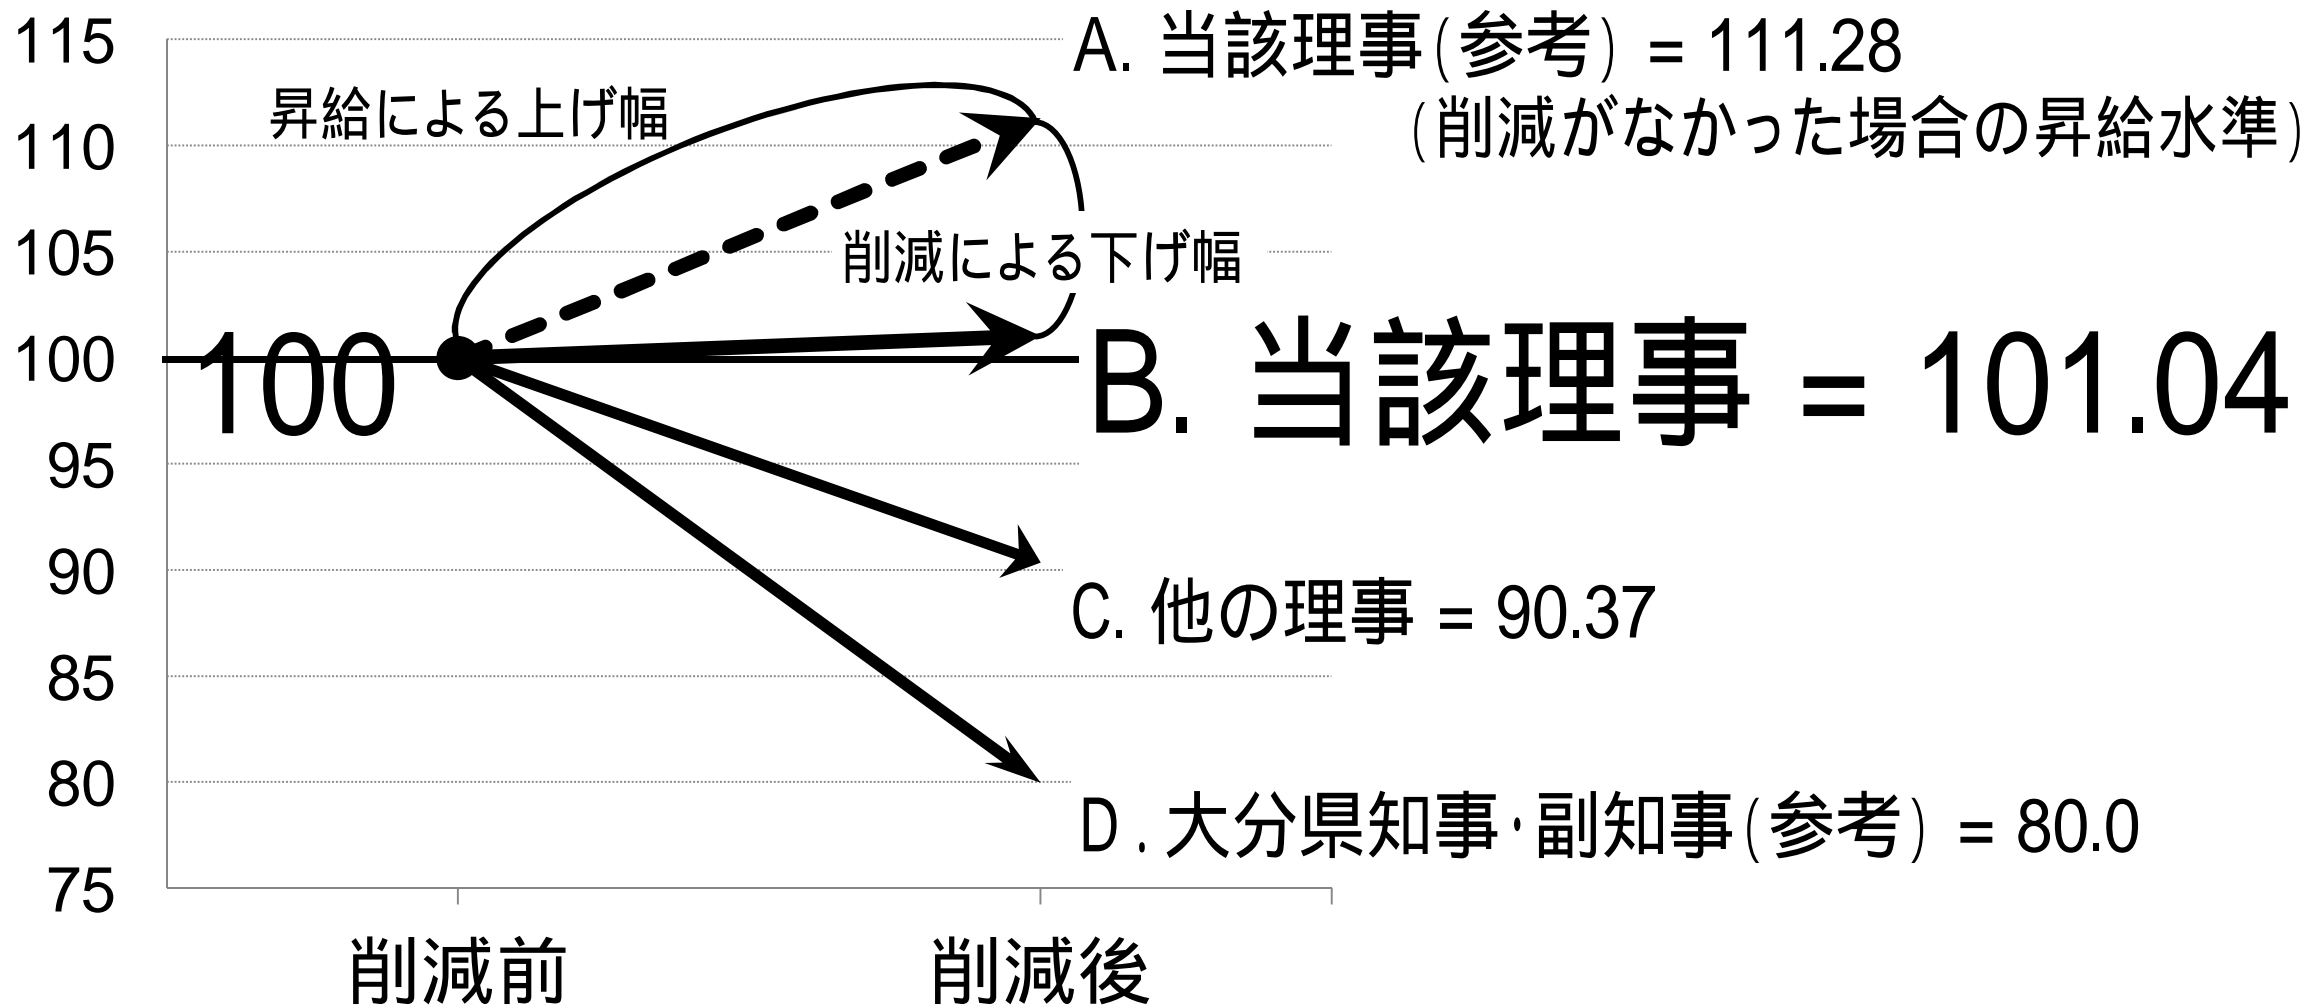 115
110
105
100
95
90
85
80
75
昇給による上げ幅
削減による下げ幅
100
A. 当該理事(参考) = 111.28
(削減がなかった場合の昇給水準)
B. 当該理事 = 101.04
C. 他の理事 = 90.37
D . 大分県知事･副知事(参考) = 80.0
削減前
削減後